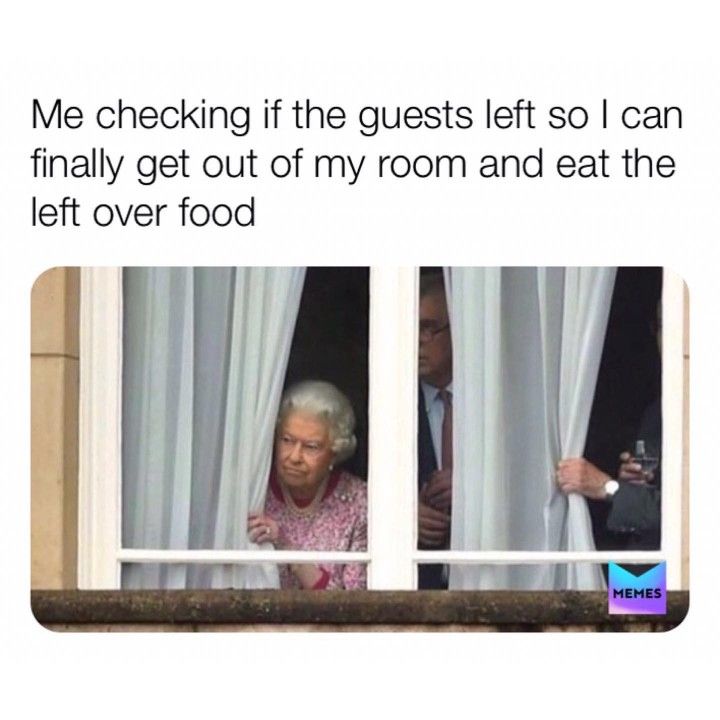 Me checking if the guests left so I can
finally get out of my room and eat the
left over food
MEMES